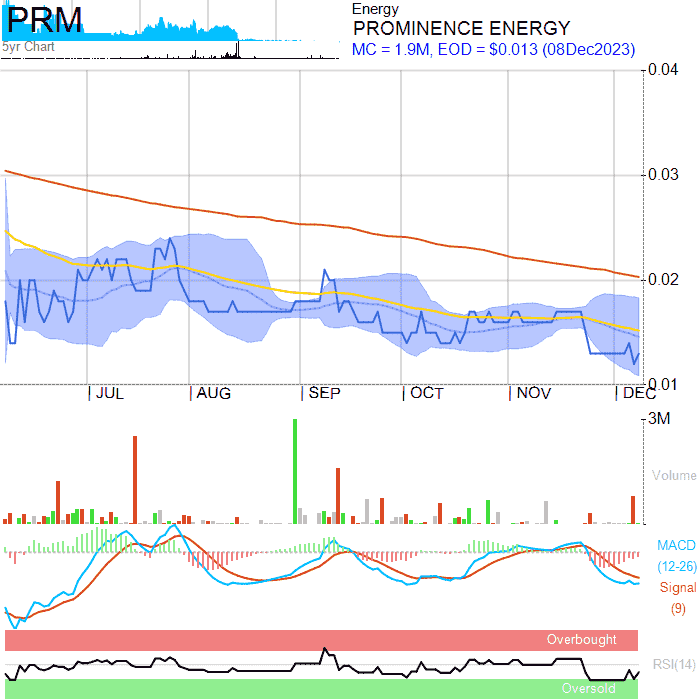 PRM
5yr Chart
Energy
PROMINENCE ENERGY
MC = 1.9M, EOD = $0.013 (08Dec2023)
0.04
0.03
0.02
0.01
JUL AUG SEP OCT NOV DEC
3M
Volume
MACD
(12-26)
Signal
(9)
Overbought
RSI(14)
Oversold